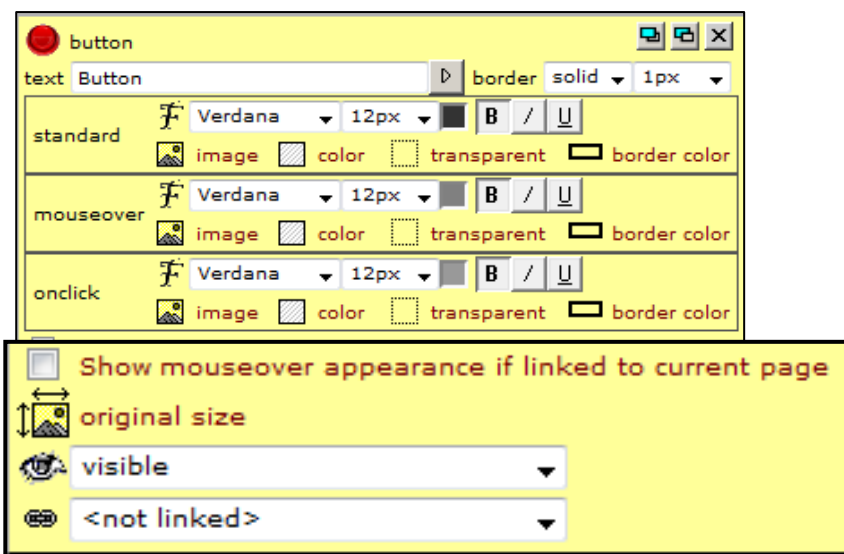 button
text Button border solid 1px
standard
Verdana 12px B / U
image color transparent border color
mouseover
Verdana 12px B / U
image color transparent border color
onclick
Verdana 12px B / U
image color transparent border color
Show mouseover appearance if linked to current page
original size
visible
<not linked>